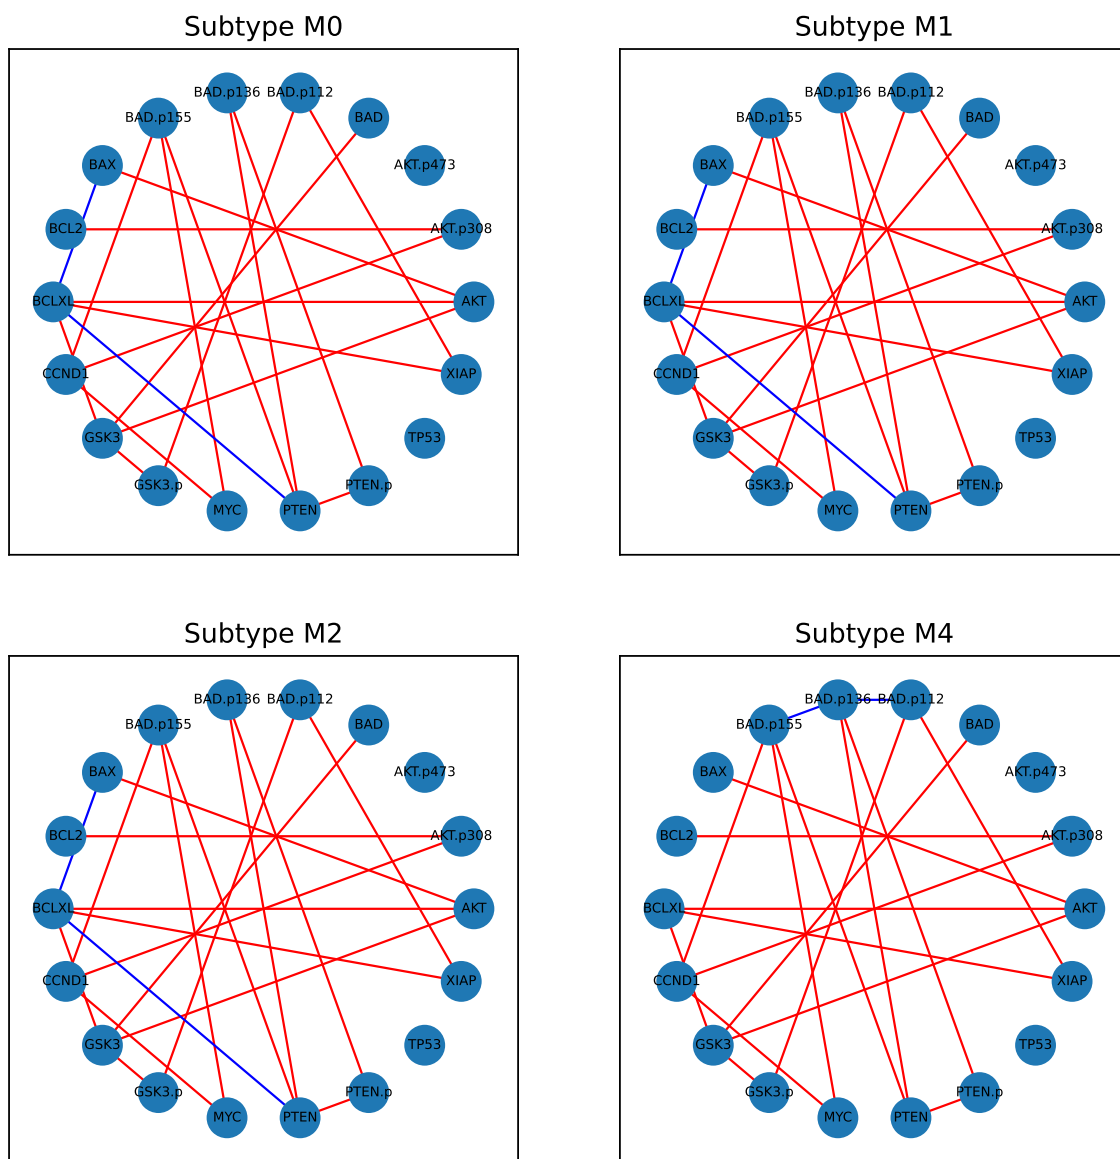 Subtype M0
BAD.p136
BAD.p112
BAD.p155
BAD
BAX
AKT.p473
BCL2
AKT.p308
BCLXL
AKT
CCND1
XIAP
GSK3
TP53
GSK3.p
PTEN.p
MYC
PTEN
Subtype M1
BAD.p136
BAD.p112
BAD.p155
BAD
BAX
AKT.p473
BCL2
AKT.p308
BCLXL
AKT
CCND1
XIAP
GSK3
TP53
GSK3.p
PTEN.p
MYC
PTEN
Subtype M2
BAD.p136
BAD.p112
BAD.p155
BAD
BAX
AKT.p473
BCL2
AKT.p308
BCLXL
AKT
CCND1
XIAP
GSK3
TP53
GSK3.p
PTEN.p
MYC
PTEN
Subtype M4
BAD.p136
BAD.p112
BAD.p155
BAD
BAX
AKT.p473
BCL2
AKT.p308
BCLXL
AKT
CCND1
XIAP
GSK3
TP53
GSK3.p
PTEN.p
MYC
PTEN